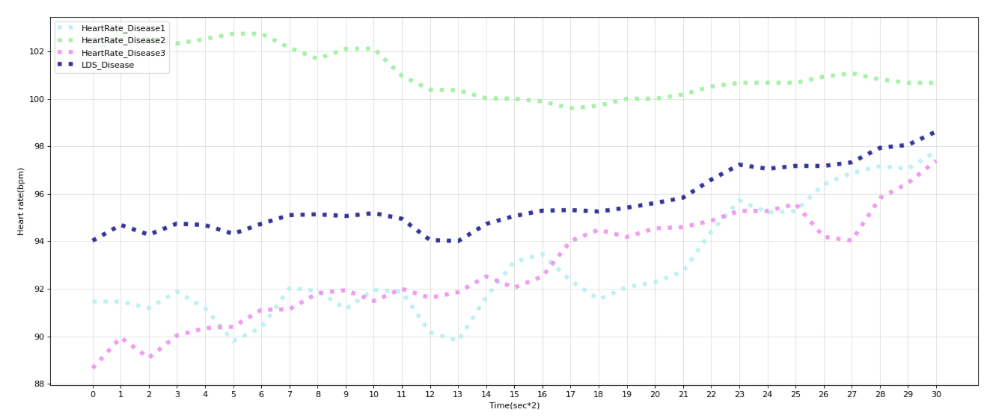 HeartRate_Disease1
HeartRate_Disease2
HeartRate_Disease3
LDS_Disease
102
100
98
96
94
92
90
88
Heart rate(bpm)
0 1 2 3 4 5 6 7 8 9 10 11 12 13 14 15 16 17 18 19 20 21 22 23 24 25 26 27 28 29 30
Time(sec*2)